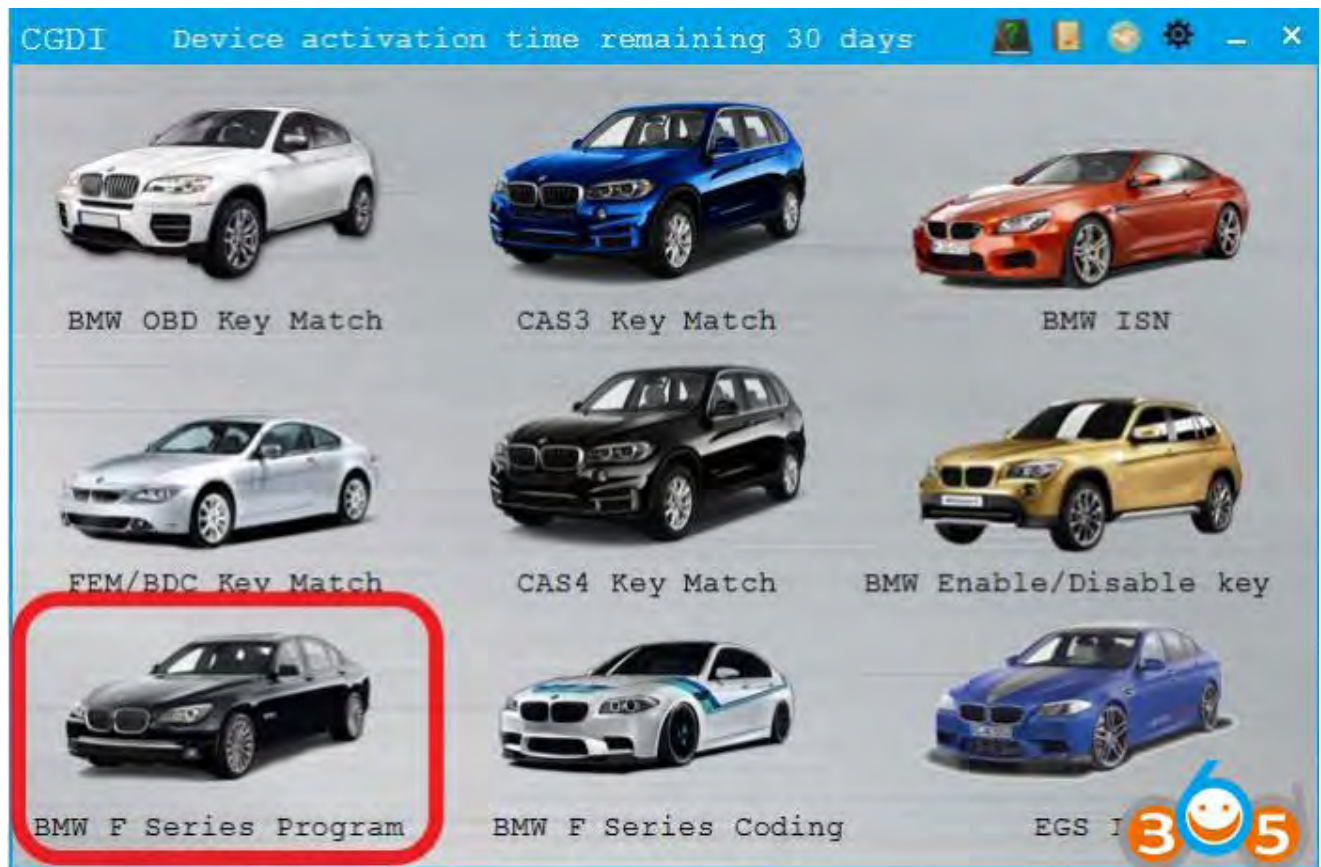 CGDI Device activation time remaining 30 days
BMW OBD Key Match
CAS3 Key Match
BMW ISN
FEM/BDC Key Match
CAS4 Key Match
BMW Enable/Disable key
BMW F Series Program
BMW F Series Coding
EGS
365